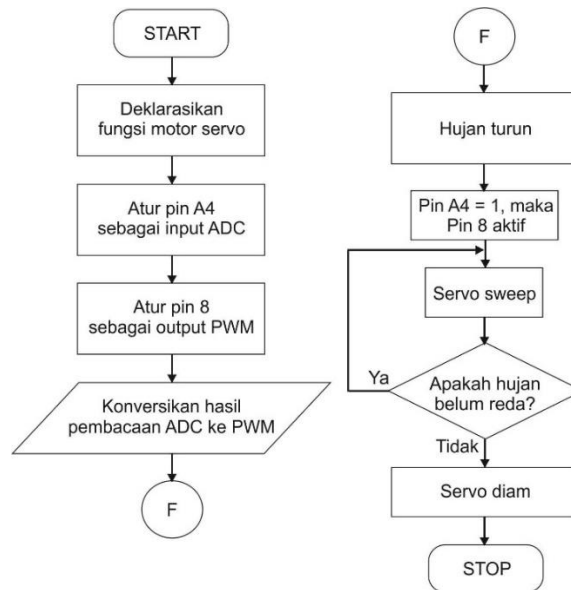 START
Deklarasikan
fungsi motor servo
Atur pin A4
sebagai input ADC
Atur pin 8
sebagai output PWM
Konversikan hasil
pembacaan ADC ke PWM
F
F
Hujan turun
Pin A4 = 1, maka
Pin 8 aktif
Servo sweep
Ya
Apakah hujan
belum reda?
Tidak
Servo diam
STOP